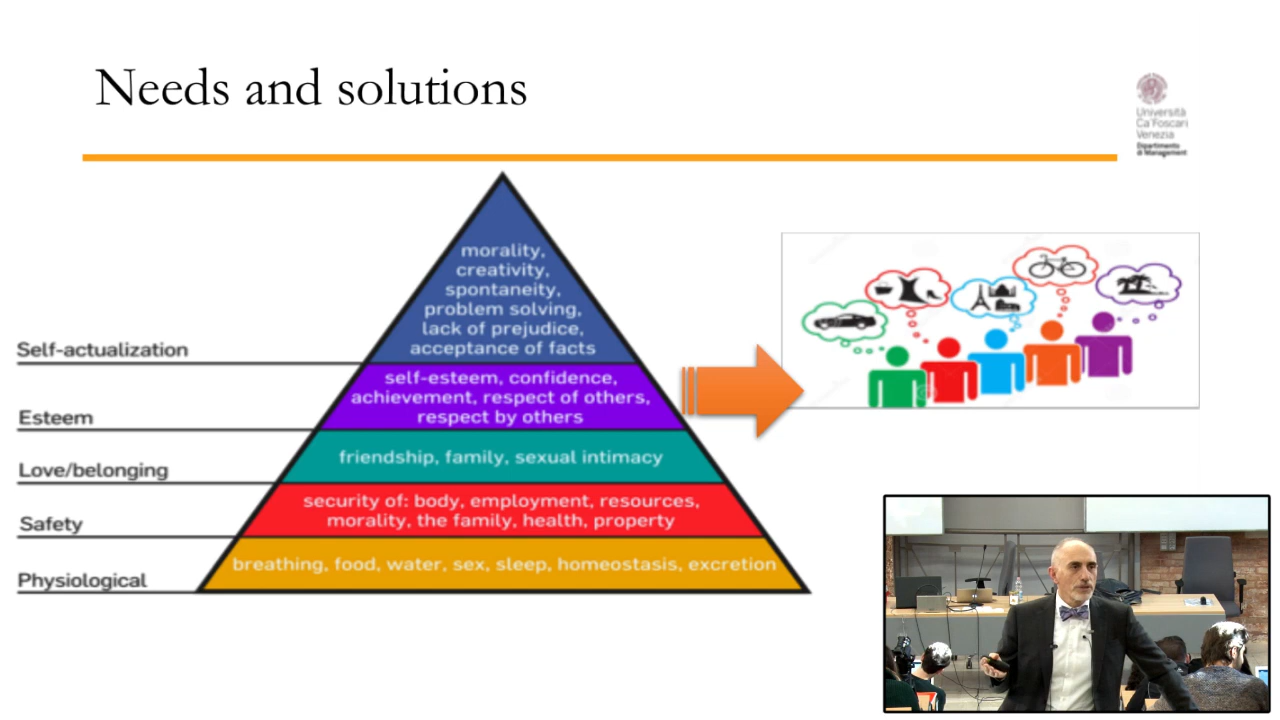 Needs and solutions
Università
Ca'Foscari
Venezia
Dipartimento
di Management
morality,
creativity,
spontaneity,
problem solving,
lack of prejudice,
acceptance of facts
Self-actualization
self-esteem, confidence,
achievement, respect of others,
respect by others
Esteem
friendship, family, sexual intimacy
Love/belonging
security of: body, employment, resources,
morality, the family, health, property
Safety
breathing, food, water, sex, sleep, homeostasis, excretion
Physiological